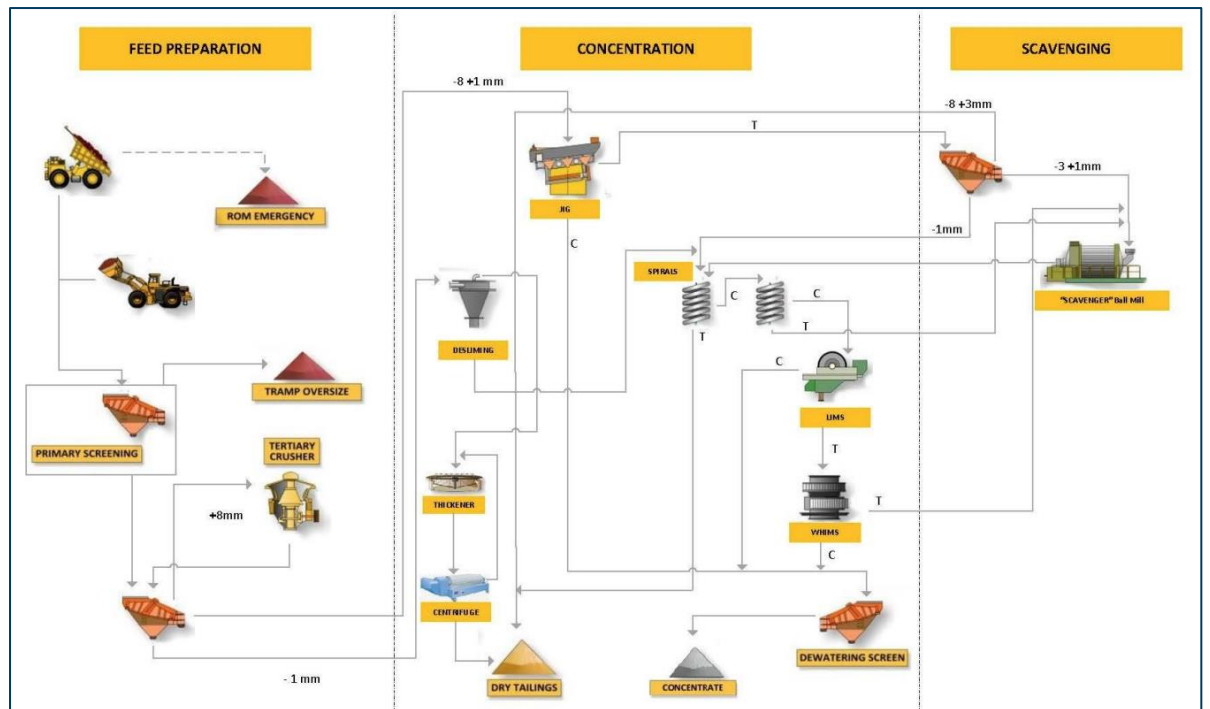 FEED PREPARATION
CONCENTRATION
SCAVENGING
-8 +1 mm
-8 +3mm
T
-3 +1mm
ROM EMERGENCY
JIG
C
-1mm
SPIRALS
C
C
T
T
"SCAVENGER" Ball Mill
DESLIMING
C
LIMS
TRAMP OVERSIZE
PRIMARY SCREENING
TERTIARY
CRUSHER
+8mm
T
THICKENER
T
WHIMS
C
CENTRIFUGE
DEWATERING SCREEN
- 1 mm
DRY TAILINGS
CONCENTRATE